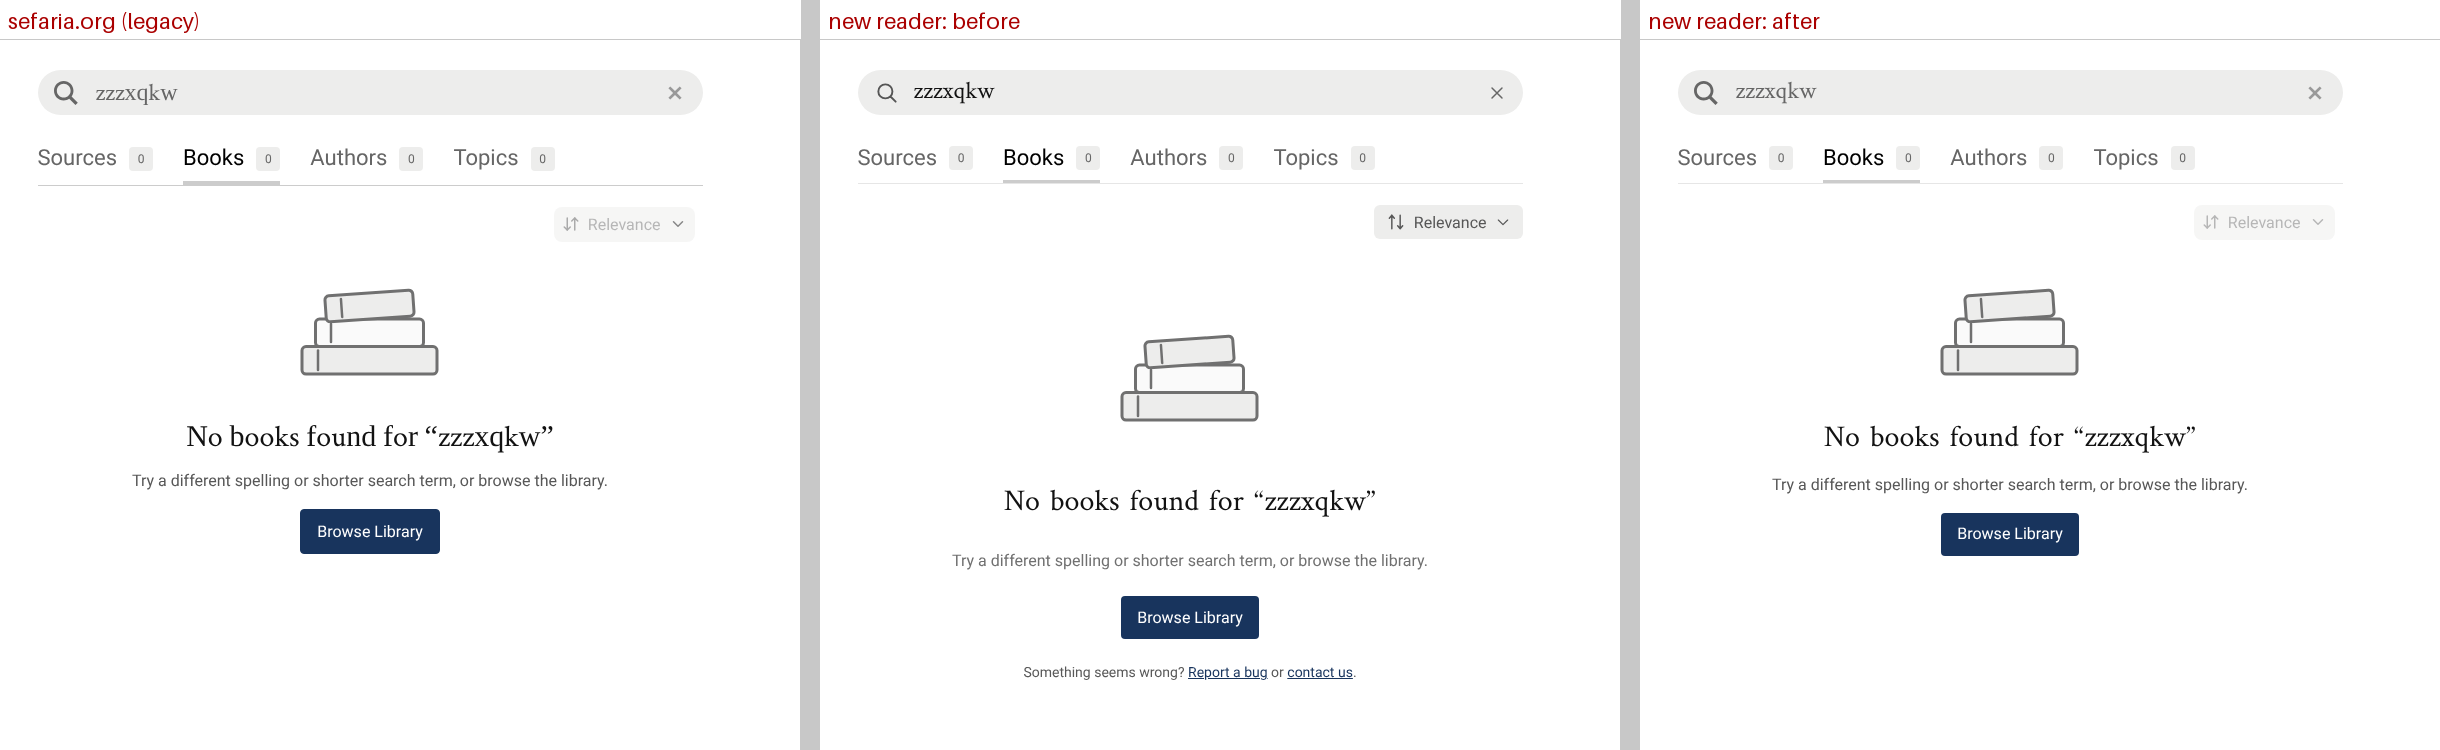 sefaria.org (legacy)
zzzxqkw
Sources 0 Books 0 Authors 0 Topics 0
Relevance
No books found for “zzzxqkw”
Try a different spelling or shorter search term, or browse the library.
Browse Library
new reader: before
zzzxqkw
Sources 0 Books 0 Authors 0 Topics 0
Relevance
No books found for “zzzxqkw”
Try a different spelling or shorter search term, or browse the library.
Browse Library
Something seems wrong? Report a bug or contact us.
new reader: after
zzzxqkw
Sources 0 Books 0 Authors 0 Topics 0
Relevance
No books found for “zzzxqkw”
Try a different spelling or shorter search term, or browse the library.
Browse Library